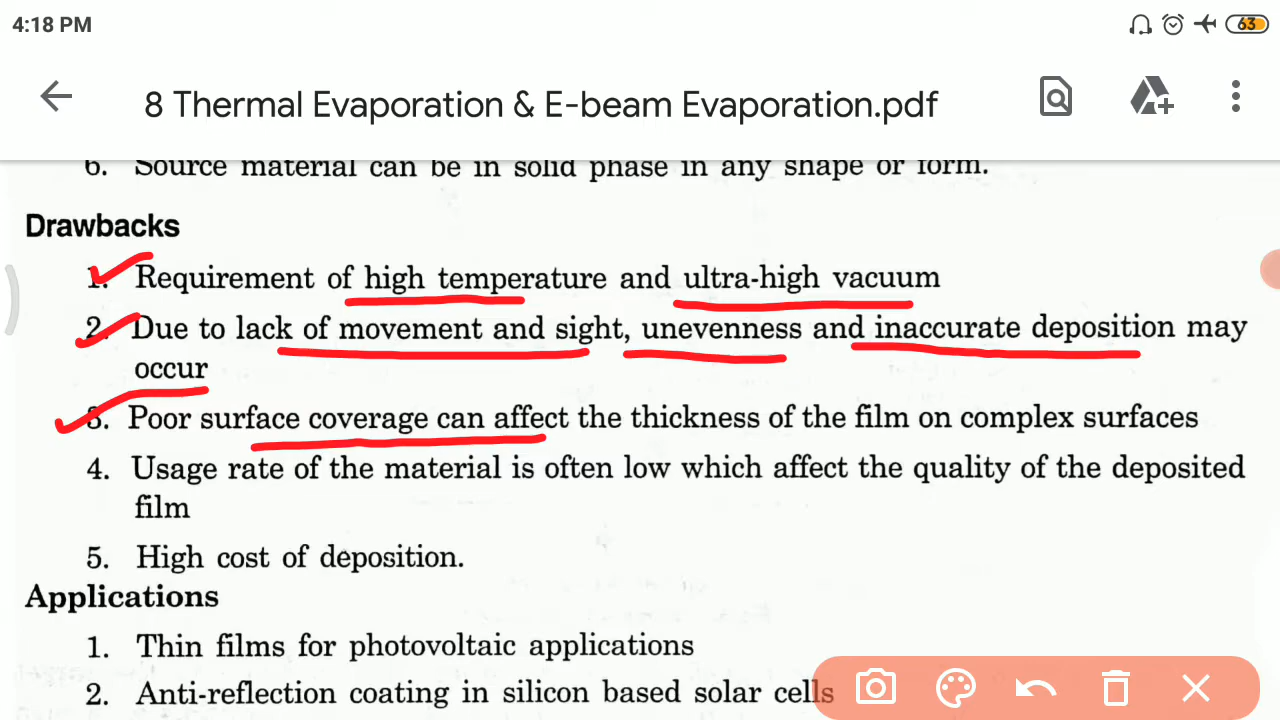 4:18 PM
63
8 Thermal Evaporation & E-beam Evaporation.pdf
6. Source material can be in solid phase in any shape or form.
Drawbacks
1. Requirement of high temperature and ultra-high vacuum
2. Due to lack of movement and sight, unevenness and inaccurate deposition may
occur
3. Poor surface coverage can affect the thickness of the film on complex surfaces
4. Usage rate of the material is often low which affect the quality of the deposited
film
5. High cost of deposition.
Applications
1. Thin films for photovoltaic applications
2. Anti-reflection coating in silicon based solar cells